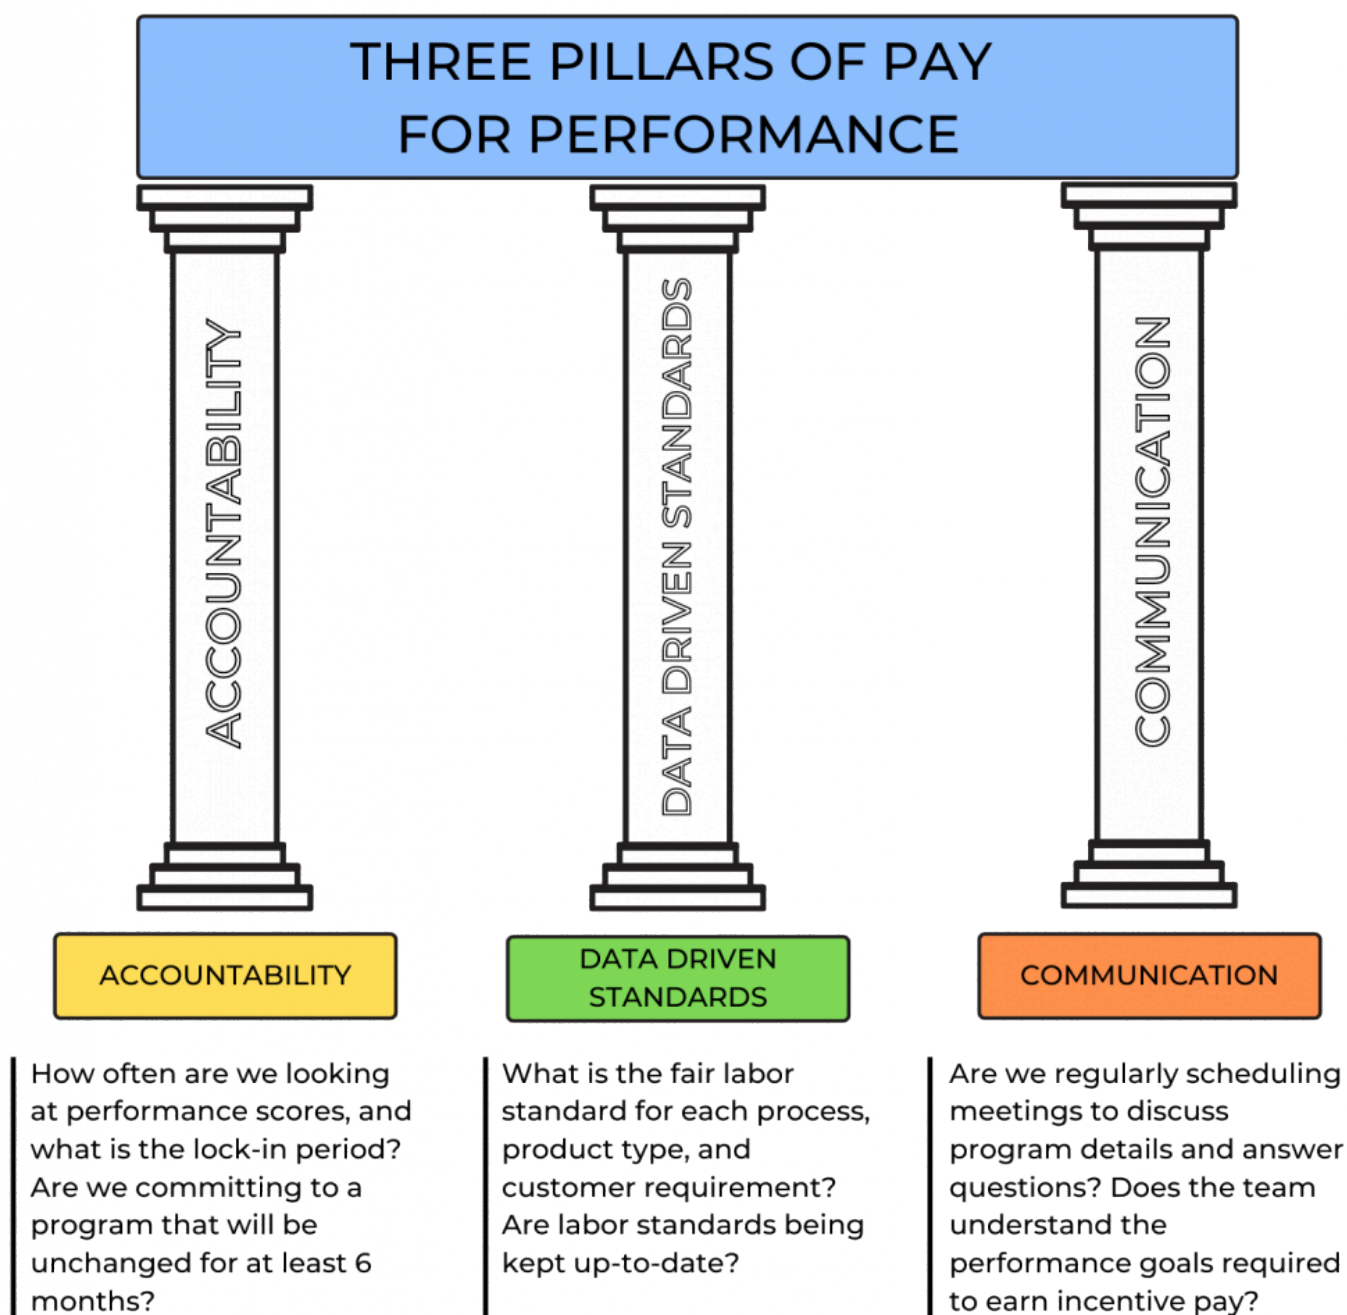 THREE PILLARS OF PAY
FOR PERFORMANCE
ACCOUNTABILITY
DATA DRIVEN STANDARDS
COMMUNICATION
ACCOUNTABILITY
How often are we looking
at performance scores, and
what is the lock-in period?
Are we committing to a
program that will be
unchanged for at least 6
months?
DATA DRIVEN
STANDARDS
What is the fair labor
standard for each process,
product type, and
customer requirement?
Are labor standards being
kept up-to-date?
COMMUNICATION
Are we regularly scheduling
meetings to discuss
program details and answer
questions? Does the team
understand the
performance goals required
to earn incentive pay?